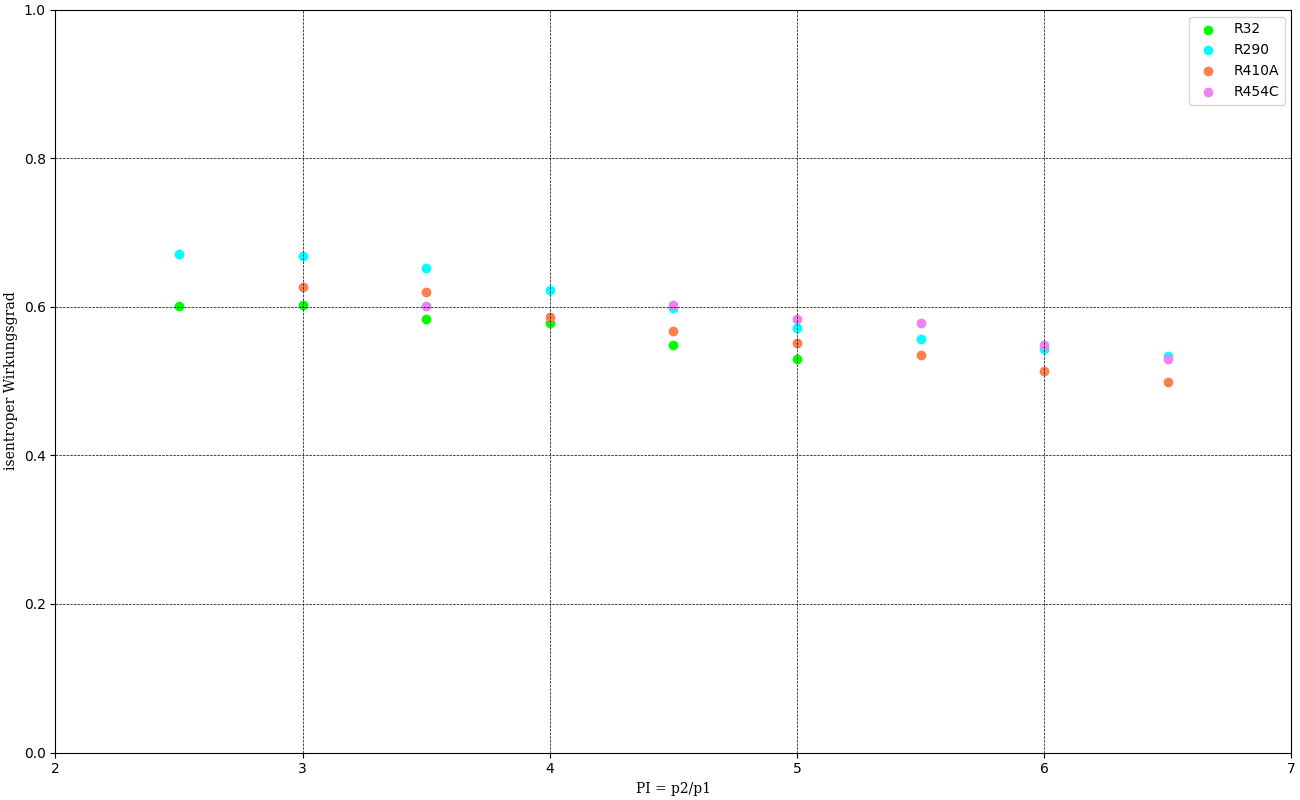 1.0
R32
R290
R410A
R454C
0.8
0.6
isentroper Wirkungsgrad
0.4
0.2
0.0
2 3 4 5 6 7
PI = p2/p1